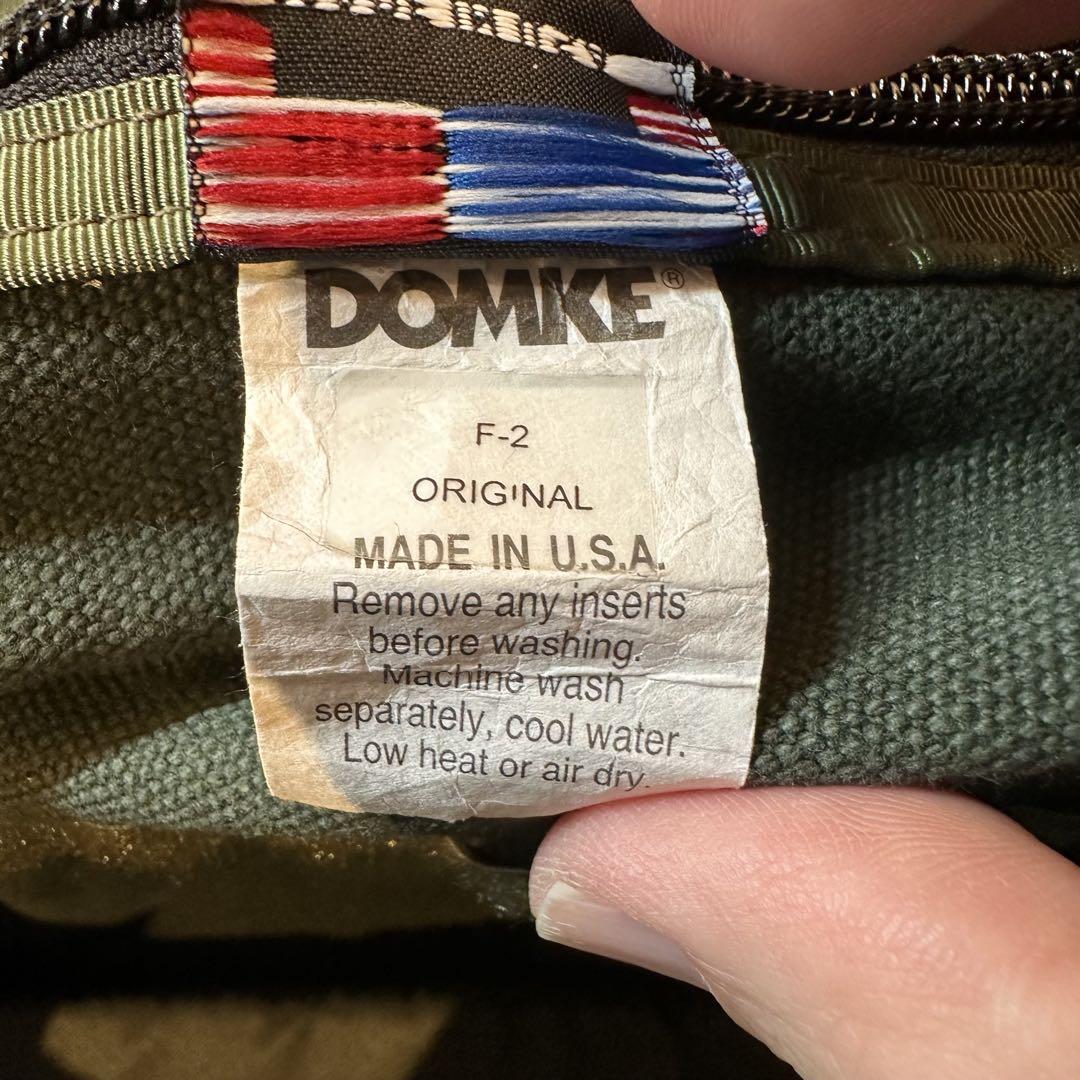 DOMKE®
F-2
ORIGINAL
MADE IN U.S.A.
Remove any inserts
before washing.
Machine wash
separately, cool water.
Low heat or air dry.